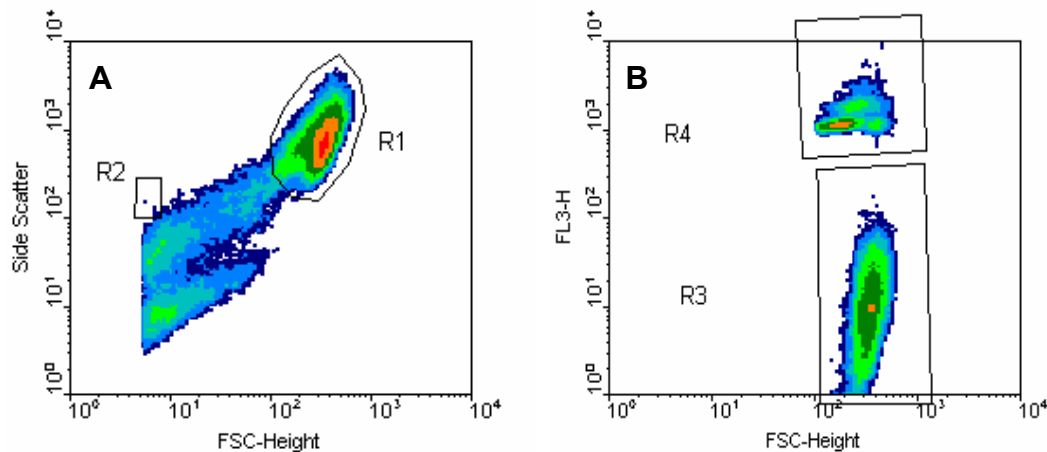 A
Side Scatter
10⁴
10³
10²
10¹
10⁰
R1
R2
10⁰ 10¹ 10² 10³ 10⁴
FSC-Height
B
FL3-H
10⁴
10³
10²
10¹
10⁰
R4
R3
10⁰ 10¹ 10² 10³ 10⁴
FSC-Height